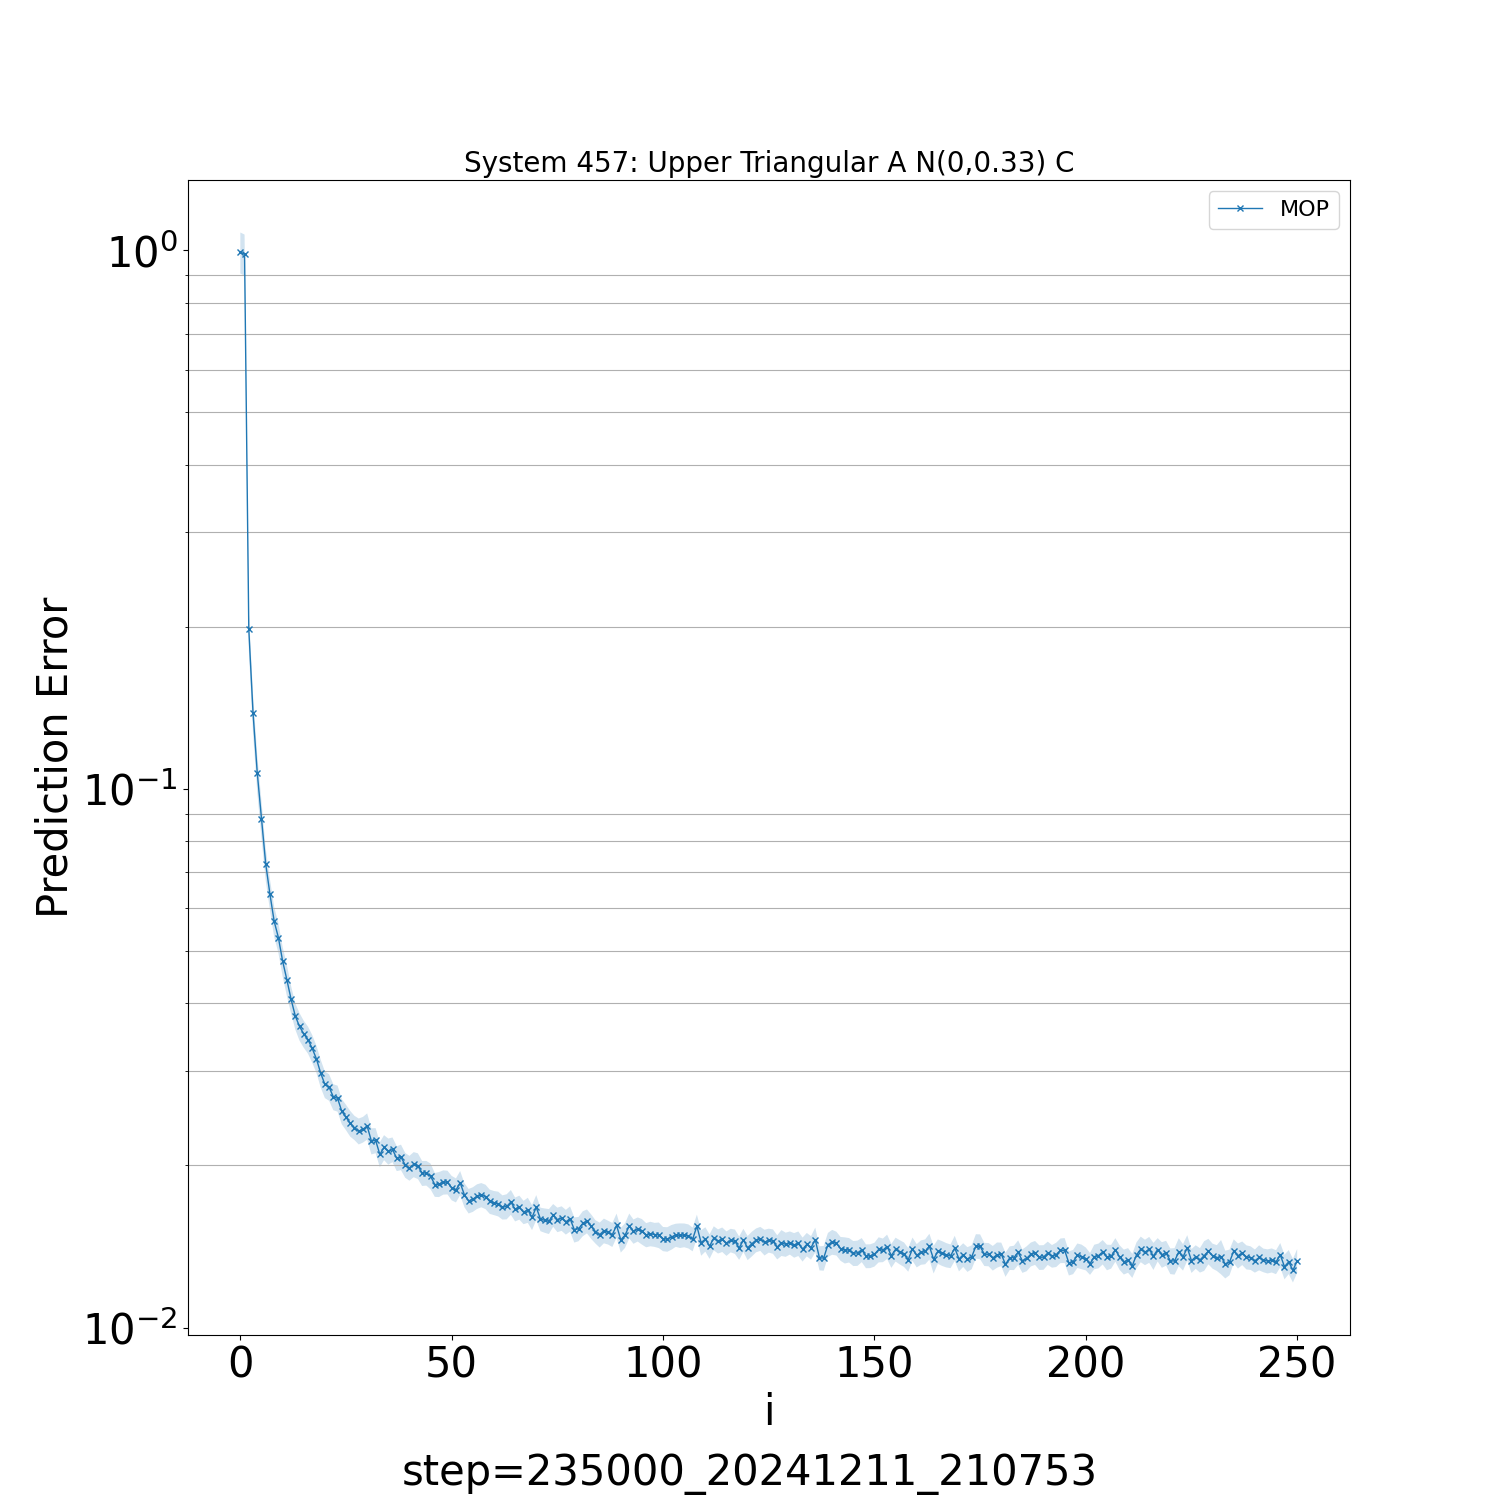 System 457: Upper Triangular A N(0,0.33) C
MOP
10⁰
10⁻¹
10⁻²
Prediction Error
0 50 100 150 200 250
i
step=235000_20241211_210753